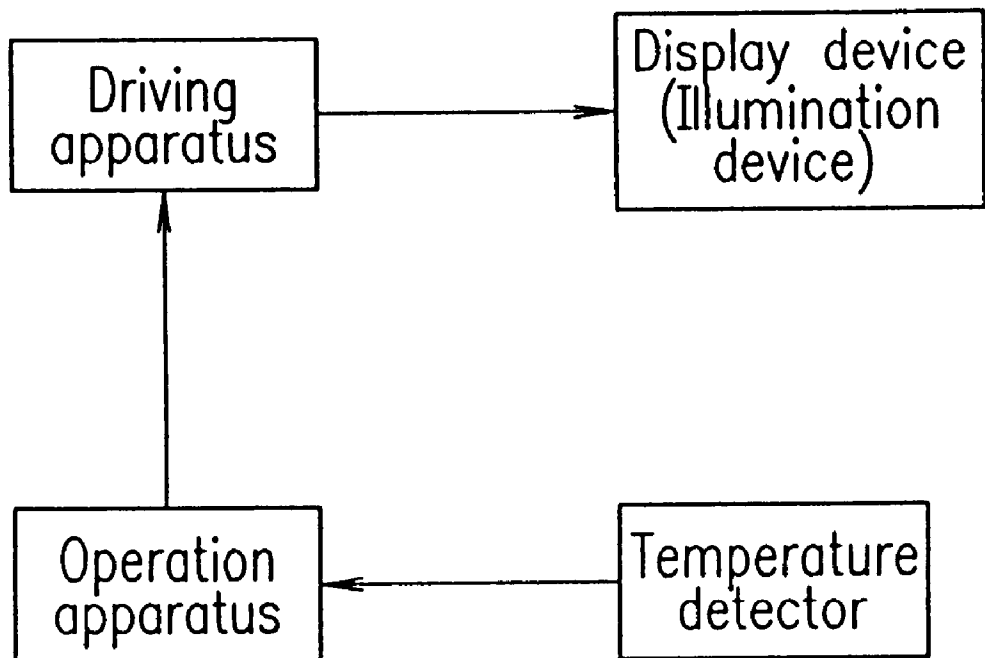 Driving
apparatus
Display device
(Illumination
device)
Operation
apparatus
Temperature
detector